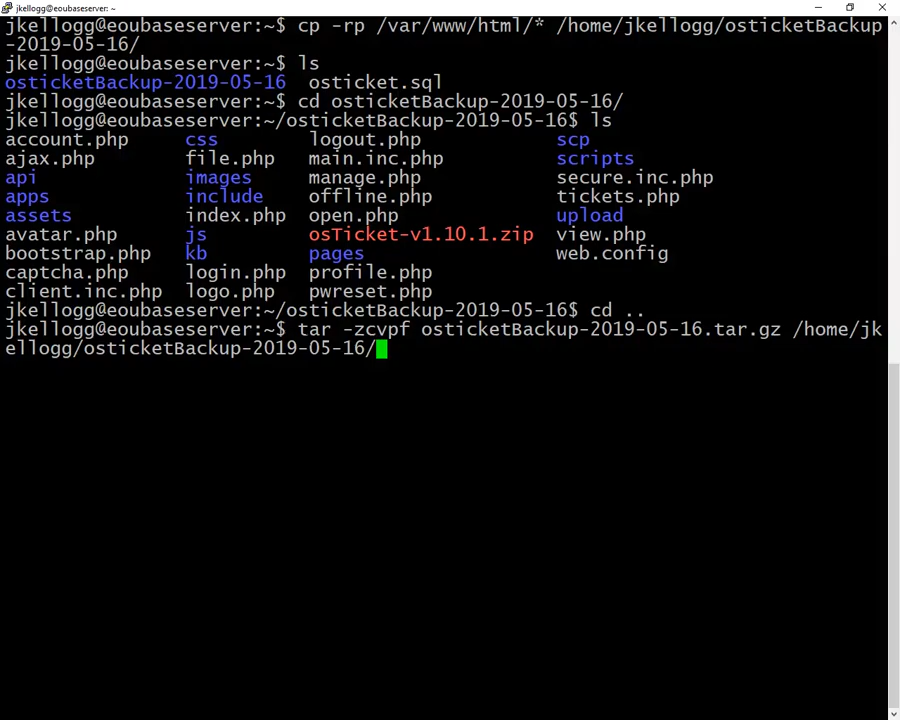 jkellogg@eoubaseserver: ~
jkellogg@eoubaseserver:~$ cp -rp /var/www/html/* /home/jkellogg/osticketBackup
-2019-05-16/
jkellogg@eoubaseserver:~$ ls
osticketBackup-2019-05-16  osticket.sql
jkellogg@eoubaseserver:~$ cd osticketBackup-2019-05-16/
jkellogg@eoubaseserver:~/osticketBackup-2019-05-16$ ls
account.php     css        logout.php            scp
ajax.php        file.php   main.inc.php          scripts
api             images     manage.php            secure.inc.php
apps            include    offline.php           tickets.php
assets          index.php  open.php              upload
avatar.php      js         osTicket-v1.10.1.zip  view.php
bootstrap.php   kb         pages                 web.config
captcha.php     login.php  profile.php
client.inc.php  logo.php   pwreset.php
jkellogg@eoubaseserver:~/osticketBackup-2019-05-16$ cd ..
jkellogg@eoubaseserver:~$ tar -zcvpf osticketBackup-2019-05-16.tar.gz /home/jk
ellogg/osticketBackup-2019-05-16/